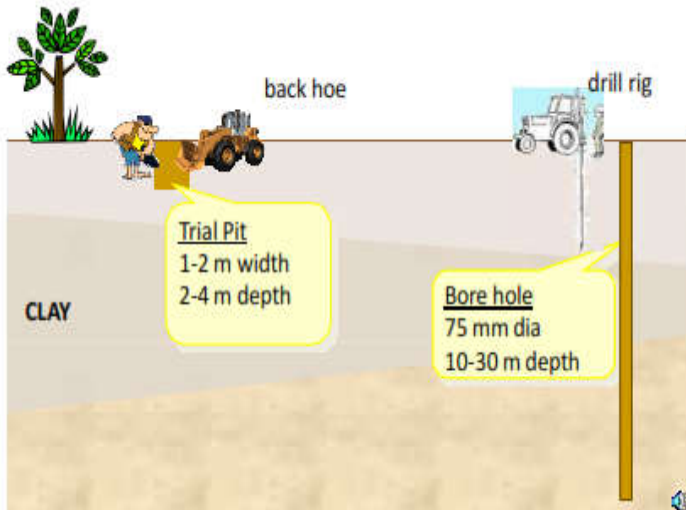 back hoe
drill rig
Trial Pit
1-2 m width
2-4 m depth
CLAY
Bore hole
75 mm dia
10-30 m depth